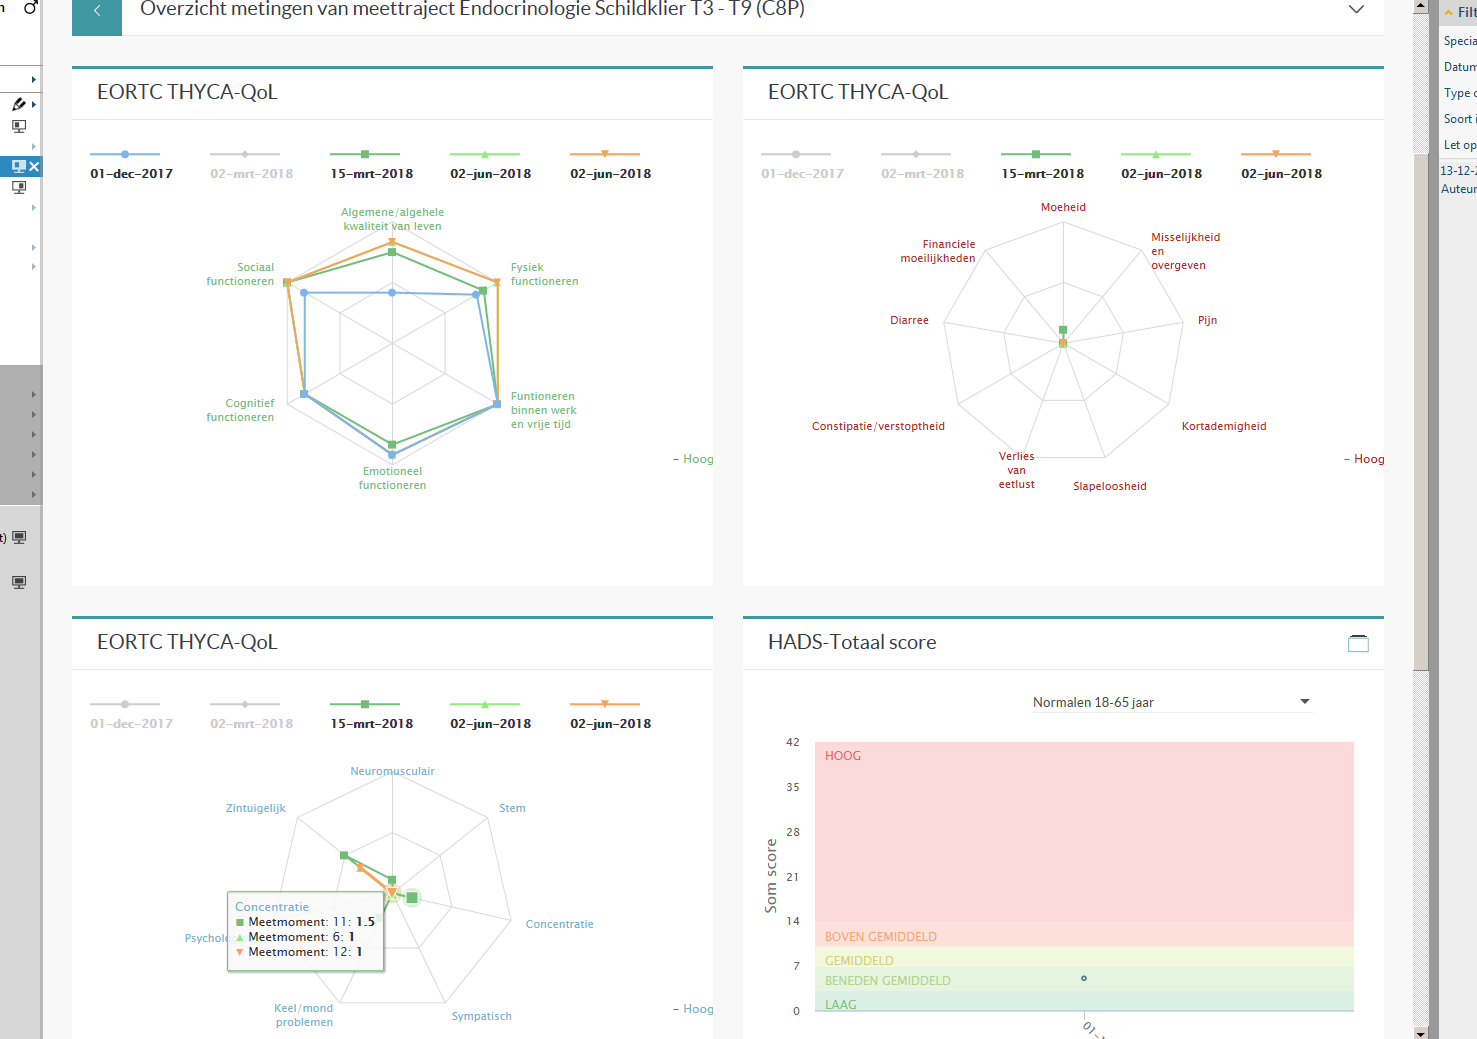 Overzicht metingen van meettraject Endocrinologie Schildklier T3 - T9 (C8P)
EORTC THYCA-QoL
01-dec-2017
02-mrt-2018
15-mrt-2018
02-jun-2018
02-jun-2018
Algemene/algehele
kwaliteit van leven
Sociaal
functioneren
Fysiek
functioneren
Cognitief
functioneren
Funtioneren
binnen werk
en vrije tijd
Emotioneel
functioneren
- Hoog
EORTC THYCA-QoL
01-dec-2017
02-mrt-2018
15-mrt-2018
02-jun-2018
02-jun-2018
Moeheid
Financiele
moeilijkheden
Misselijkheid
en
overgeven
Diarree
Pijn
Constipatie/verstoptheid
Kortademigheid
Verlies
van
eetlust
Slapeloosheid
- Hoog
EORTC THYCA-QoL
01-dec-2017
02-mrt-2018
15-mrt-2018
02-jun-2018
02-jun-2018
Neuromusculair
Zintuigelijk
Stem
Concentratie
Meetmoment: 11: 1.5
Meetmoment: 6: 1
Meetmoment: 12: 1
Concentratie
Psycholo
Keel/mond
problemen
Sympatisch
- Hoog
HADS-Totaal score
Normalen 18-65 jaar
42
HOOG
35
28
21
14
BOVEN GEMIDDELD
GEMIDDELD
7
BENEDEN GEMIDDELD
LAAG
0
Som score
01-
Filt
Specia
Datum
Type o
Soort i
Let op
13-12-2
Auteur